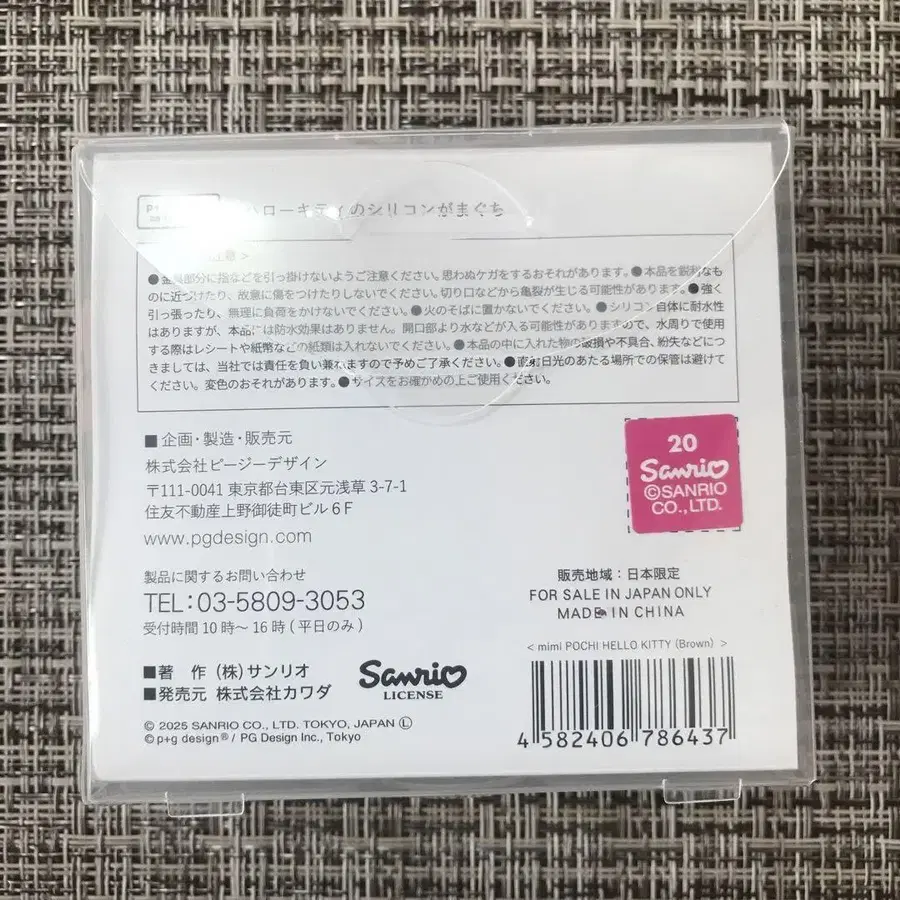 P
ハローキティのシリコンがまぐち
意 >
● 金具部分に指などを引っ掛けないようご注意ください。思わぬケガをするおそれがあります。● 本品を鋭利なも
のに近づけたり、故意に傷をつけたりしないでください。切り口などから亀裂が生じる可能性があります。● 強く
引っ張ったり、無理に負荷をかけないでください。● 火のそばに置かないでください。● シリコン自体に耐水性
はありますが、本品には防水効果はありません。開口部より水などが入る可能性がありますので、水周りで使用
する際はレシートや紙幣などの紙類は入れないでください。● 本品の中に入れた物の破損や不具合、紛失などにつ
きましては、当社では責任を負い兼ねますので予めご了承ください。● 直射日光のあたる場所での保管は避けて
ください。変色のおそれがあります。● サイズをお確かめの上ご使用ください。
■ 企画・製造・販売元
株式会社ピージーデザイン
〒111-0041 東京都台東区元浅草 3-7-1
住友不動産上野御徒町ビル 6 F
www.pgdesign.com
製品に関するお問い合わせ
TEL:03-5809-3053
受付時間 10 時~ 16 時 ( 平日のみ )
■著 作 (株) サンリオ
■発売元 株式会社カワダ
Sanrio
LICENSE
© 2025 SANRIO CO., LTD. TOKYO, JAPAN Ⓛ
© p+g design® / PG Design Inc., Tokyo
20
Sanrio
©SANRIO
CO., LTD.
販売地域：日本限定
FOR SALE IN JAPAN ONLY
MADE IN CHINA
< mimi POCHI HELLO KITTY (Brown) >
4 582406 786437